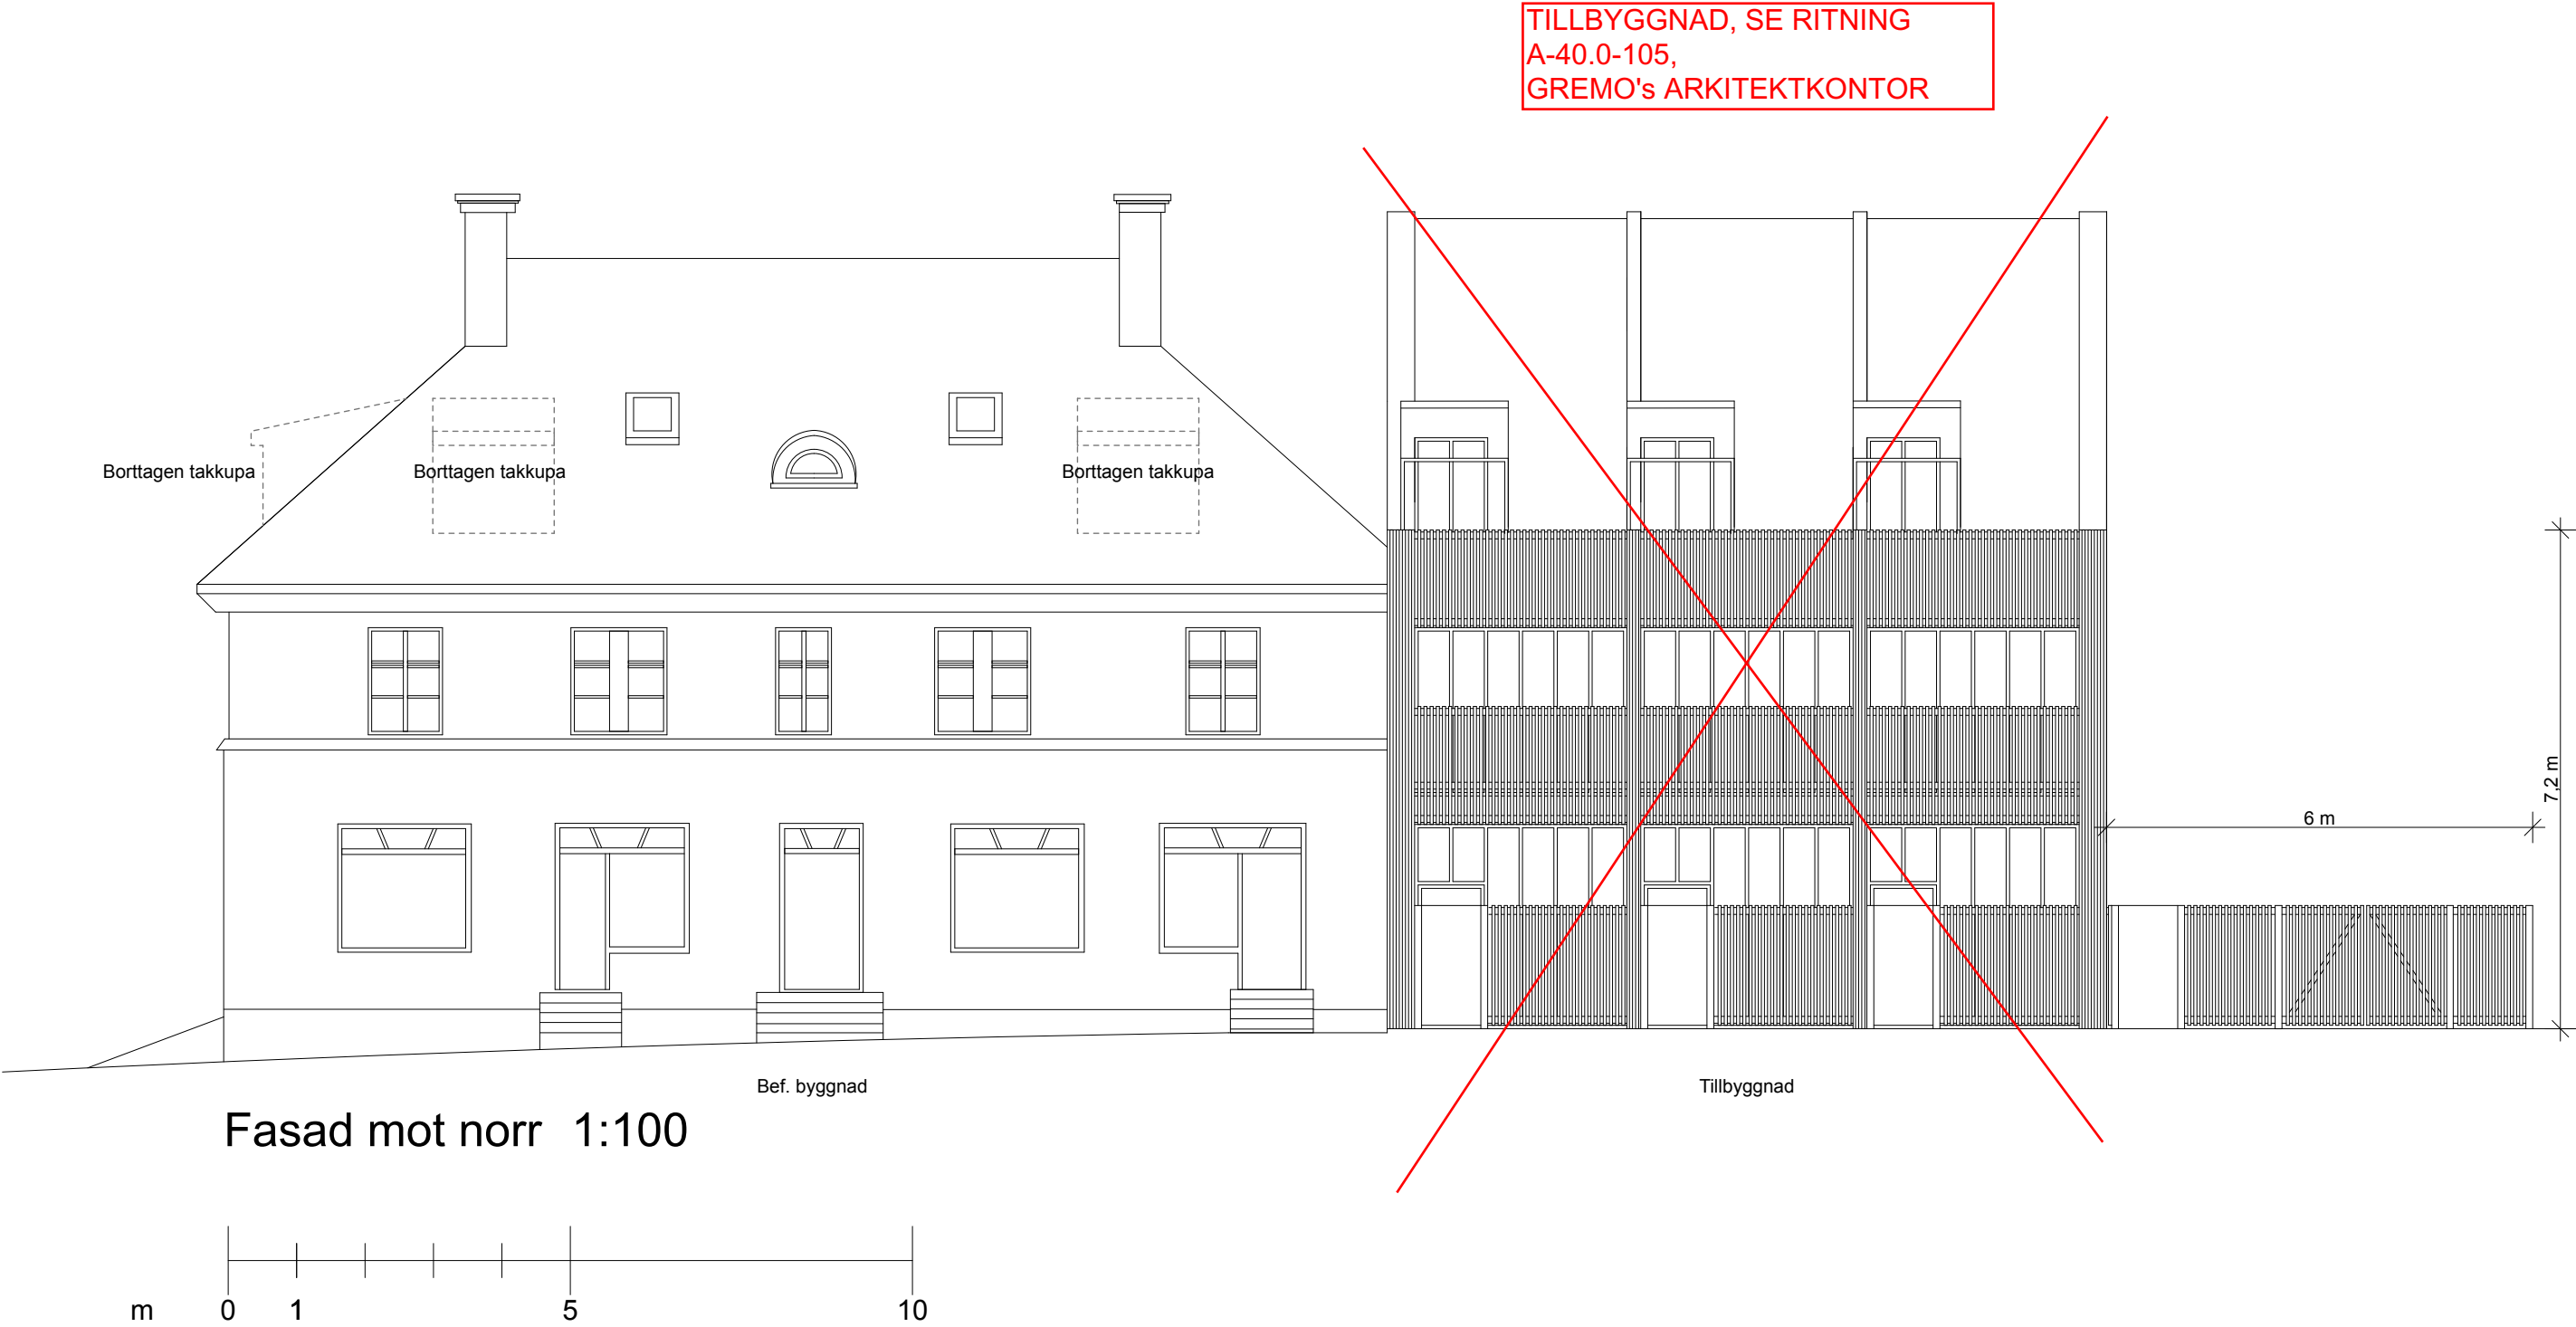 TILLBYGGNAD, SE RITNING
A-40.0-105,
GREMO's ARKITEKTKONTOR
Borttagen takkupa
Borttagen takkupa
Borttagen takkupa
7,2 m
6 m
Bef. byggnad
Tillbyggnad
Fasad mot norr 1:100
m 0 1 5 10